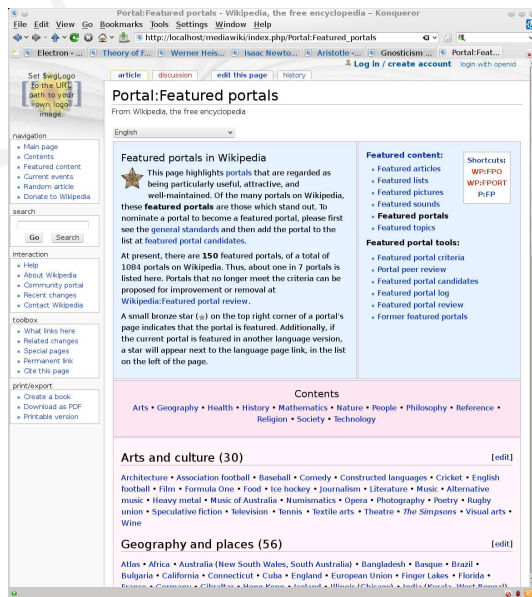 Portal:Featured portals – Wikipedia, the free encyclopedia – Konqueror
File Edit View Go Bookmarks Tools Settings Window Help
http://localhost/mediawiki/index.php/Portal:Featured_portals
Electron - ... Theory of F... Werner Heis... Isaac Newto... Aristotle -... Gnosticism ... Portal:Feat...
Log in / create account login with openid
Set $wgLogo
to the URL
path to your
own logo
image.
article discussion edit this page history
Portal:Featured portals
From Wikipedia, the free encyclopedia
English
navigation
Main page
Contents
Featured content
Current events
Random article
Donate to Wikipedia
search
Go Search
interaction
Help
About Wikipedia
Community portal
Recent changes
Contact Wikipedia
toolbox
What links here
Related changes
Special pages
Permanent link
Cite this page
print/export
Create a book
Download as PDF
Printable version
Featured portals in Wikipedia
This page highlights portals that are regarded as
being particularly useful, attractive, and
well-maintained. Of the many portals on Wikipedia,
these featured portals are those which stand out. To
nominate a portal to become a featured portal, please first
see the general standards and then add the portal to the
list at featured portal candidates.
At present, there are 150 featured portals, of a total of
1084 portals on Wikipedia. Thus, about one in 7 portals is
listed here. Portals that no longer meet the criteria can be
proposed for improvement or removal at
Wikipedia:Featured portal review.
A small bronze star (★) on the top right corner of a portal's
page indicates that the portal is featured. Additionally, if
the current portal is featured in another language version,
a star will appear next to the language page link, in the list
on the left of the page.
Featured content:
Featured articles
Featured lists
Featured pictures
Featured sounds
Featured portals
Featured topics
Featured portal tools:
Featured portal criteria
Portal peer review
Featured portal candidates
Featured portal log
Featured portal review
Former featured portals
Shortcuts:
WP:FPO
WP:FPORT
P:FP
Contents
Arts • Geography • Health • History • Mathematics • Nature • People • Philosophy • Reference •
Religion • Society • Technology
Arts and culture (30) [edit]
Architecture • Association football • Baseball • Comedy • Constructed languages • Cricket • English
football • Film • Formula One • Food • Ice hockey • Journalism • Literature • Music • Alternative
music • Heavy metal • Music of Australia • Numismatics • Opera • Photography • Poetry • Rugby
union • Speculative fiction • Television • Tennis • Textile arts • Theatre • The Simpsons • Visual arts •
Wine
Geography and places (56) [edit]
Atlas • Africa • Australia (New South Wales, South Australia) • Bangladesh • Basque • Brazil •
Bulgaria • California • Connecticut • Cuba • England • European Union • Finger Lakes • Florida •
France • Germany • Gibraltar • Hong Kong • Iceland • Illinois (Chicago) • India (Kerala, West Bengal)